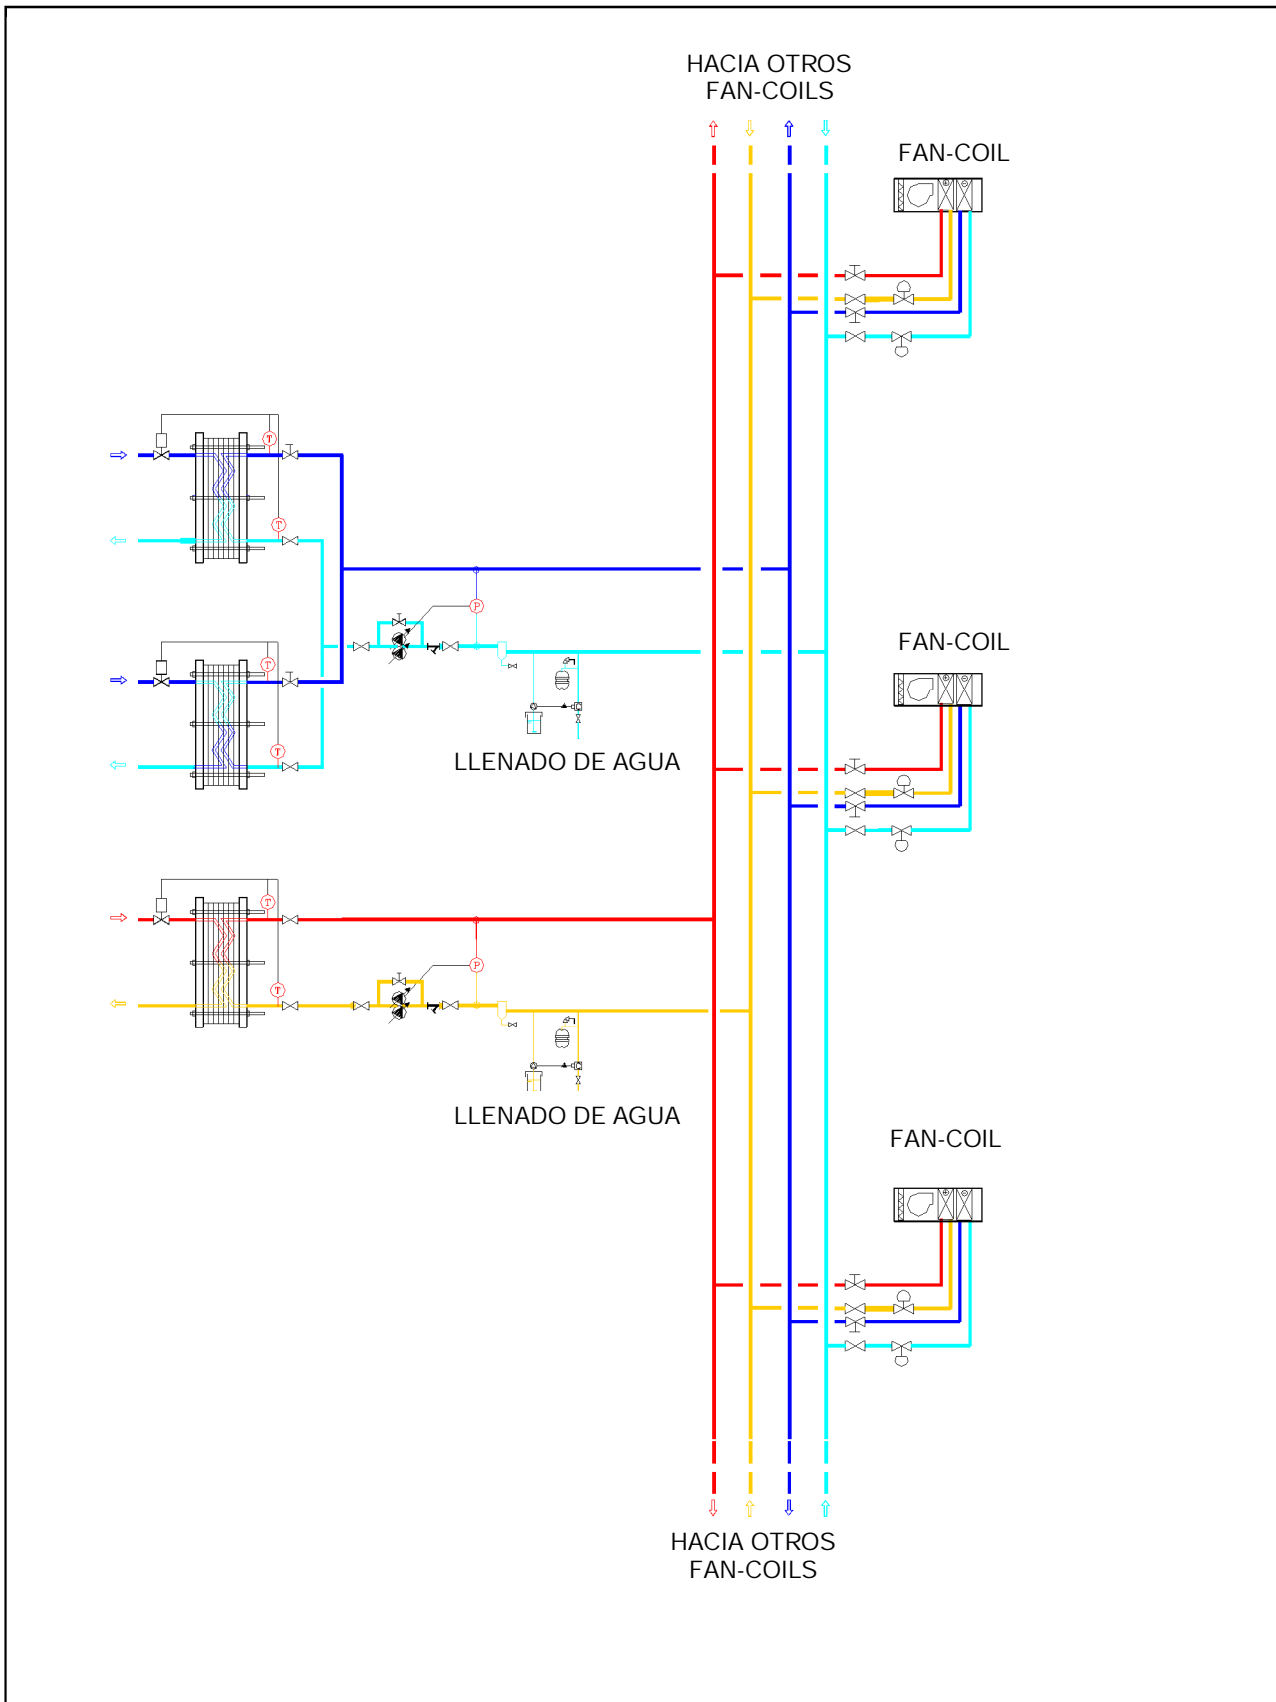 HACIA OTROS
FAN-COILS
FAN-COIL
T
T
P
FAN-COIL
T
T
LLENADO DE AGUA
T
P
T
LLENADO DE AGUA
FAN-COIL
HACIA OTROS
FAN-COILS